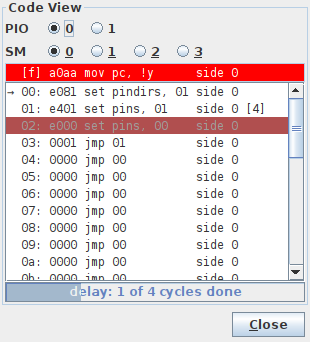 Code View
PIO 0 1
SM 0 1 2 3
[f] a0aa mov pc, !y side 0
→ 00: e081 set pindirs, 01 side 0
01: e401 set pins, 01 side 0 [4]
02: e000 set pins, 00 side 0
03: 0001 jmp 01 side 0
04: 0000 jmp 00 side 0
05: 0000 jmp 00 side 0
06: 0000 jmp 00 side 0
07: 0000 jmp 00 side 0
08: 0000 jmp 00 side 0
09: 0000 jmp 00 side 0
0a: 0000 jmp 00 side 0
0b: 0000 jmp 00 side 0
delay: 1 of 4 cycles done
Close